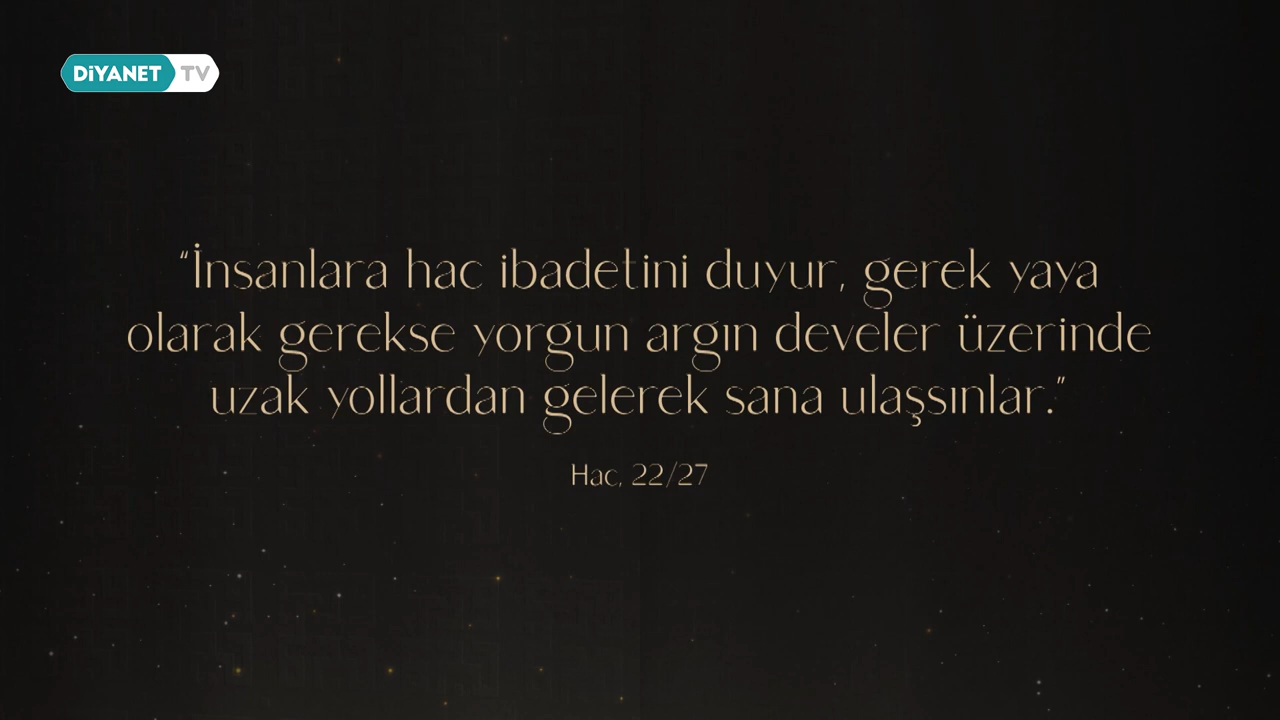 DİYANET TV
“İnsanlara hac ibadetini duyur, gerek yaya
olarak gerekse yorgun argın develer üzerinde
uzak yollardan gelerek sana ulaşsınlar.”
Hac, 22/27